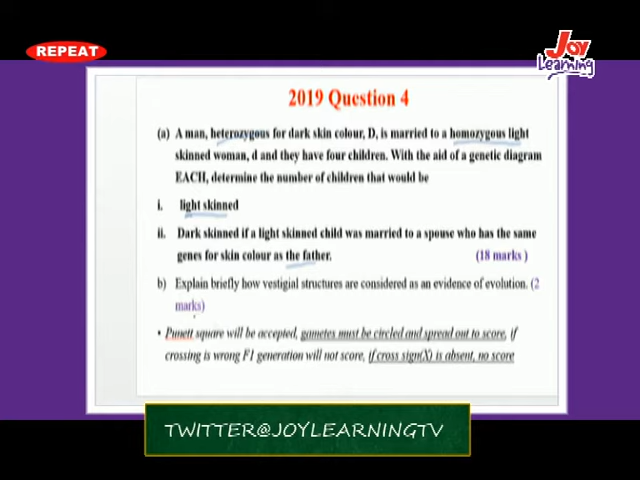 REPEAT
Joy
Learning
2019 Question 4
(a) A man, heterozygous for dark skin colour, D, is married to a homozygous light
skinned woman, d and they have four children. With the aid of a genetic diagram
EACH, determine the number of children that would be
i. light skinned
ii. Dark skinned if a light skinned child was married to a spouse who has the same
genes for skin colour as the father. (18 marks )
b) Explain briefly how vestigial structures are considered as an evidence of evolution. (2
marks)
• Punett square will be accepted, gametes must be circled and spread out to score, if
crossing is wrong F1 generation will not score, if cross sign(X) is absent, no score
TWITTER@JOYLEARNINGTV